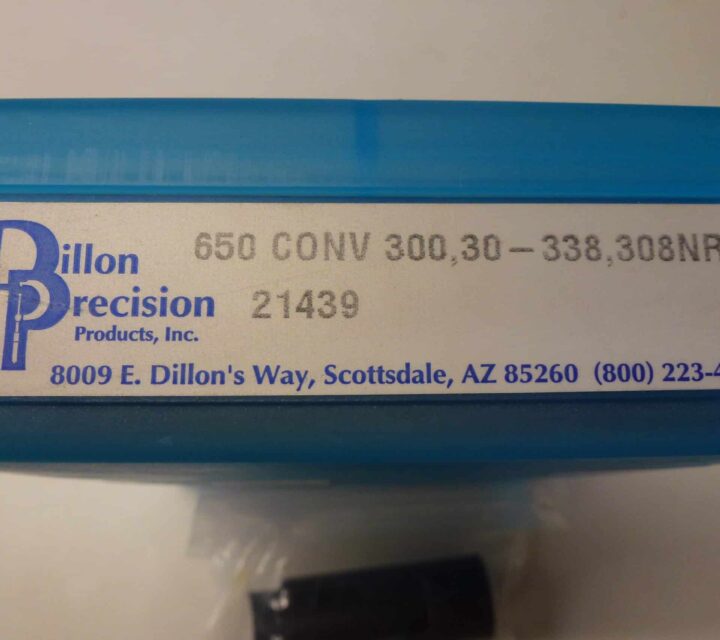 Dillon 650 CONV 300,30-338,308NR
Precision 21439
Products, Inc.
8009 E. Dillon's Way, Scottsdale, AZ 85260 (800) 223-4